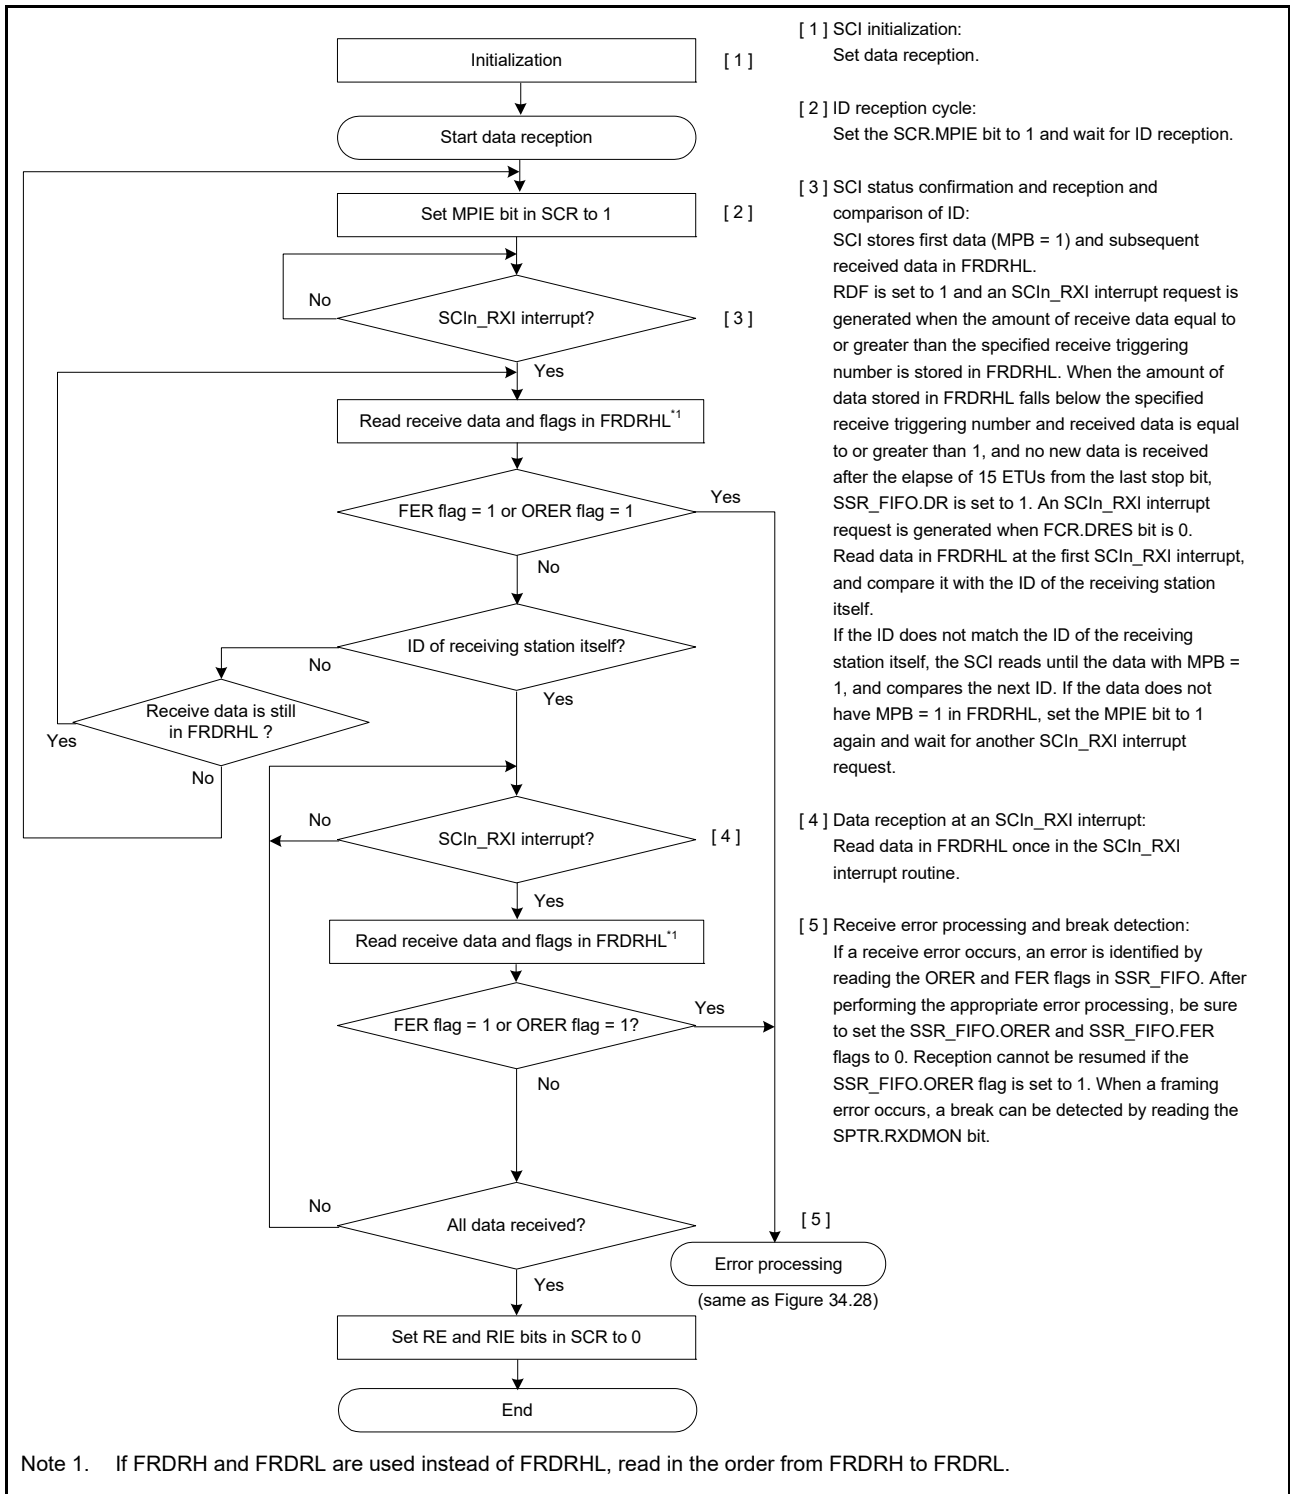 Initialization
[ 1 ]
Start data reception
Set MPIE bit in SCR to 1
[ 2 ]
No
SCIn_RXI interrupt?
[ 3 ]
Yes
Read receive data and flags in FRDRHL*1
Yes
FER flag = 1 or ORER flag = 1
No
ID of receiving station itself?
No
Yes
Receive data is still
in FRDRHL ?
Yes
No
No
SCIn_RXI interrupt?
[ 4 ]
Yes
Read receive data and flags in FRDRHL*1
Yes
FER flag = 1 or ORER flag = 1?
No
No
All data received?
[ 5 ]
Error processing
(same as Figure 34.28)
Yes
Set RE and RIE bits in SCR to 0
End
[ 1 ] SCI initialization:
Set data reception.
[ 2 ] ID reception cycle:
Set the SCR.MPIE bit to 1 and wait for ID reception.
[ 3 ] SCI status confirmation and reception and
comparison of ID:
SCI stores first data (MPB = 1) and subsequent
received data in FRDRHL.
RDF is set to 1 and an SCIn_RXI interrupt request is
generated when the amount of receive data equal to
or greater than the specified receive triggering
number is stored in FRDRHL. When the amount of
data stored in FRDRHL falls below the specified
receive triggering number and received data is equal
to or greater than 1, and no new data is received
after the elapse of 15 ETUs from the last stop bit,
SSR_FIFO.DR is set to 1. An SCIn_RXI interrupt
request is generated when FCR.DRES bit is 0.
Read data in FRDRHL at the first SCIn_RXI interrupt,
and compare it with the ID of the receiving station
itself.
If the ID does not match the ID of the receiving
station itself, the SCI reads until the data with MPB =
1, and compares the next ID. If the data does not
have MPB = 1 in FRDRHL, set the MPIE bit to 1
again and wait for another SCIn_RXI interrupt
request.
[ 4 ] Data reception at an SCIn_RXI interrupt:
Read data in FRDRHL once in the SCIn_RXI
interrupt routine.
[ 5 ] Receive error processing and break detection:
If a receive error occurs, an error is identified by
reading the ORER and FER flags in SSR_FIFO. After
performing the appropriate error processing, be sure
to set the SSR_FIFO.ORER and SSR_FIFO.FER
flags to 0. Reception cannot be resumed if the
SSR_FIFO.ORER flag is set to 1. When a framing
error occurs, a break can be detected by reading the
SPTR.RXDMON bit.
Note 1. If FRDRH and FRDRL are used instead of FRDRHL, read in the order from FRDRH to FRDRL.